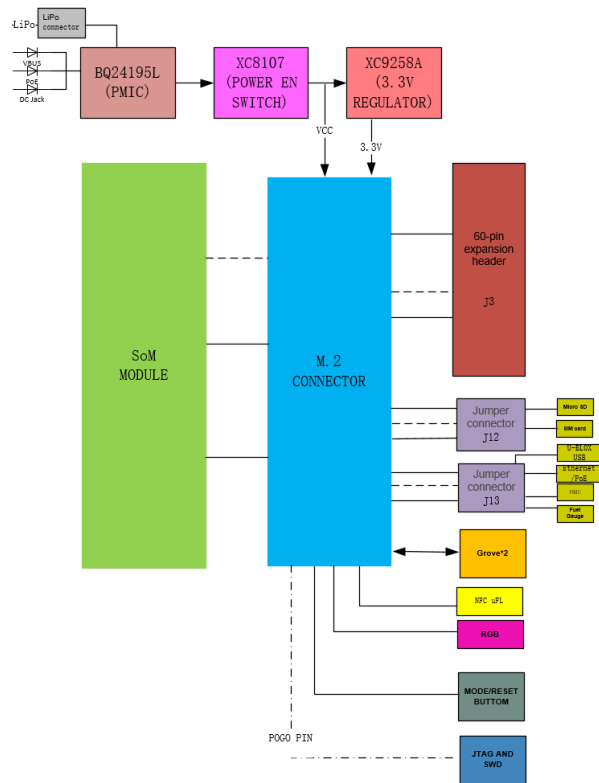 LiPo
LiPo
connector
VBUS
PoE
DC Jack
BQ24195L
(PMIC)
XC8107
(POWER EN
SWITCH)
XC9258A
(3.3V
REGULATOR)
VCC
3.3V
SoM
MODULE
M.2
CONNECTOR
60-pin
expansion
header
J3
Jumper
connector
J12
Micro SD
SIM card
Jumper
connector
J13
U-BLOX
USB
Ethernet
/PoE
PMIC
Fuel
Gauge
Grove*2
NFC uFL
RGB
MODE/RESET
BUTTOM
POGO PIN
JTAG AND
SWD